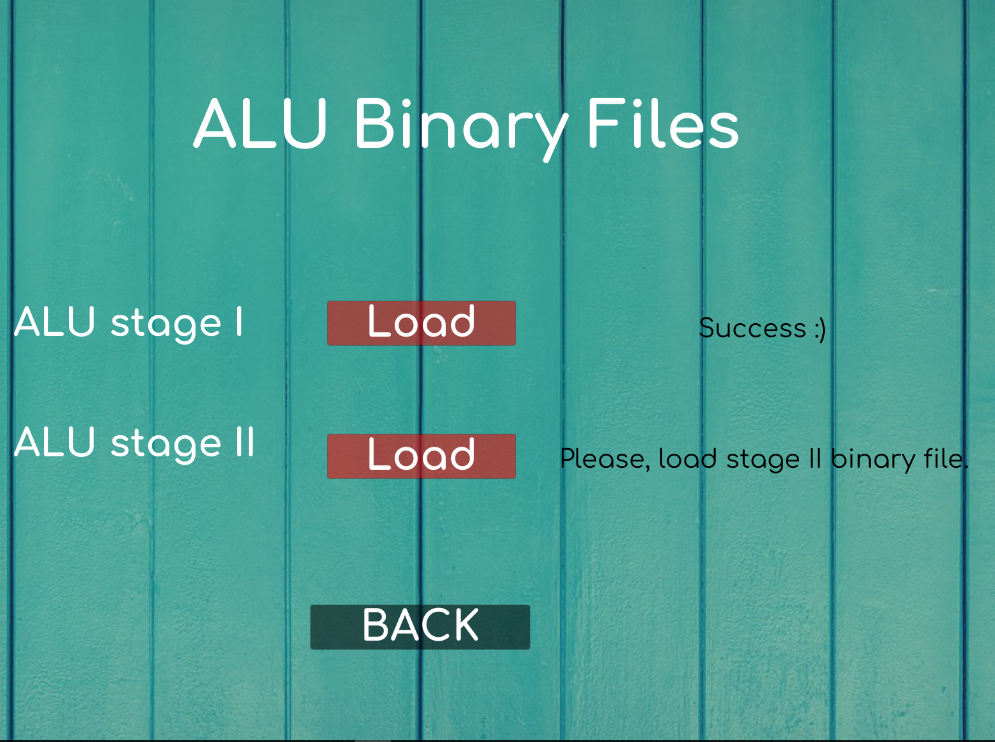 ALU Binary Files
ALU stage I
Load
Success :)
ALU stage II
Load
Please, load stage II binary file.
BACK